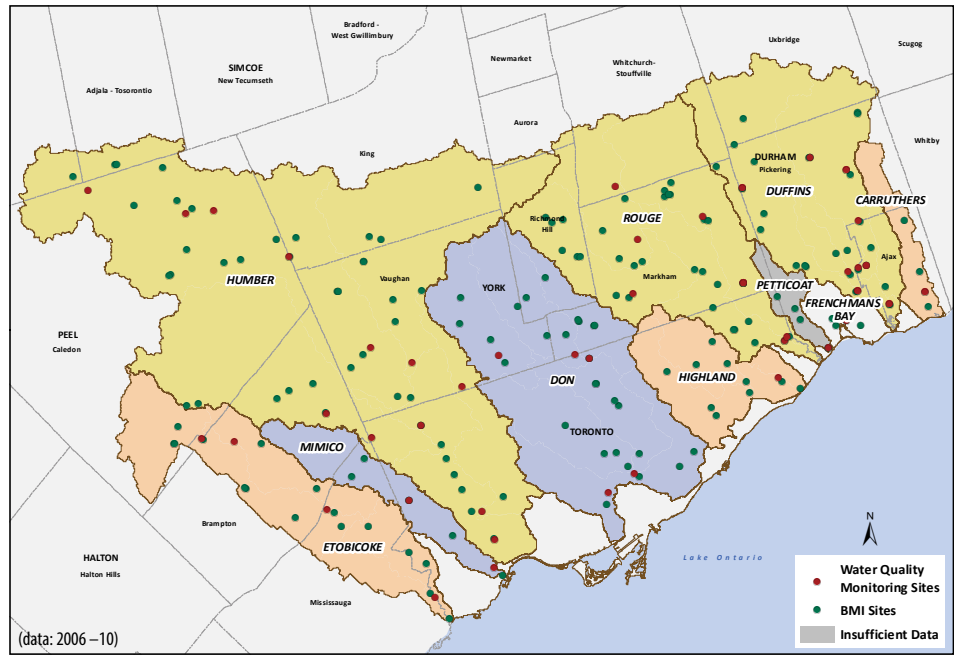 Bradford -
West Gwillimbury
Uxbridge
Scugog
SIMCOE
New Tecumseth
Newmarket
Whitchurch-
Stouffville
Adjala - Tosorontio
Aurora
King
Whitby
DURHAM
Pickering
DUFFINS
CARRUTHERS
Richmond
Hill
ROUGE
Ajax
HUMBER
Vaughan
Markham
YORK
PETTICOAT
FRENCHMANS
BAY
PEEL
Caledon
DON
HIGHLAND
TORONTO
MIMICO
Brampton
ETOBICOKE
HALTON
Halton Hills
Mississauga
Lake Ontario
N
Water Quality
Monitoring Sites
BMI Sites
Insufficient Data
(data: 2006 –10)